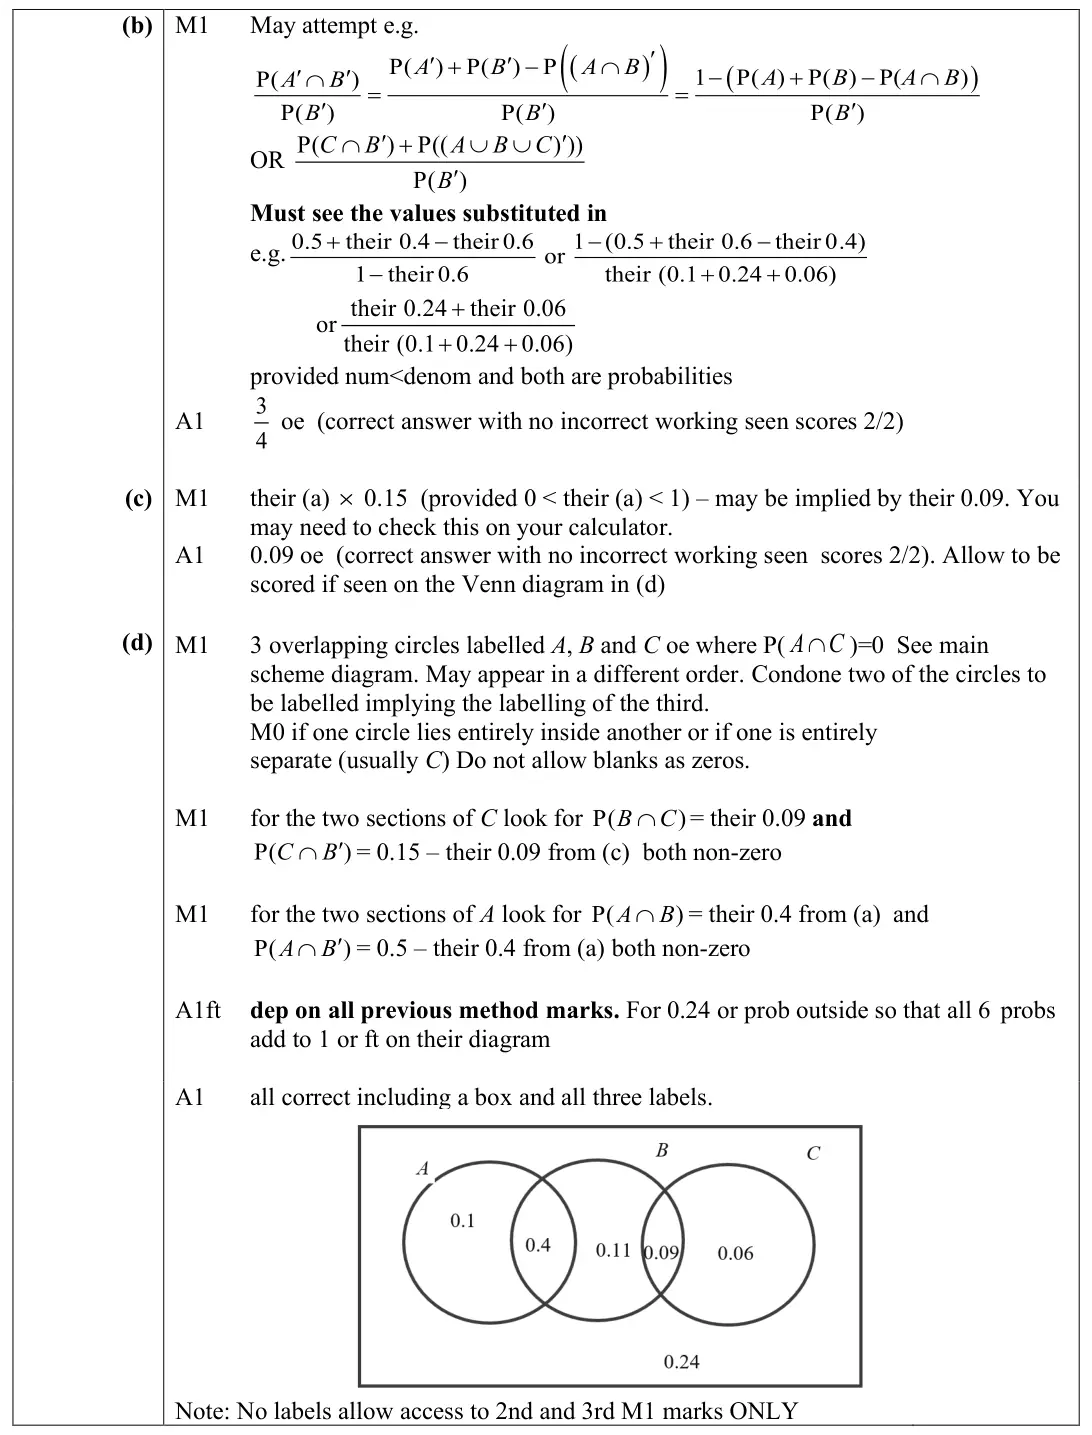 (b) M1 May attempt e.g.
P(A′ ∩ B′)/P(B′) = (P(A′) + P(B′) − P((A ∩ B)′))/P(B′) = (1 − (P(A) + P(B) − P(A ∩ B)))/P(B′)
OR (P(C ∩ B′) + P((A ∪ B ∪ C)′))/P(B′)
Must see the values substituted in
e.g. (0.5 + their 0.4 − their 0.6)/(1 − their 0.6) or (1 − (0.5 + their 0.6 − their 0.4))/(their (0.1 + 0.24 + 0.06))
or (their 0.24 + their 0.06)/(their (0.1 + 0.24 + 0.06))
provided num<denom and both are probabilities
A1 3/4 oe (correct answer with no incorrect working seen scores 2/2)
(c) M1 their (a) × 0.15 (provided 0 < their (a) < 1) – may be implied by their 0.09. You
may need to check this on your calculator.
A1 0.09 oe (correct answer with no incorrect working seen scores 2/2). Allow to be
scored if seen on the Venn diagram in (d)
(d) M1 3 overlapping circles labelled A, B and C oe where P( A ∩ C )=0 See main
scheme diagram. May appear in a different order. Condone two of the circles to
be labelled implying the labelling of the third.
M0 if one circle lies entirely inside another or if one is entirely
separate (usually C) Do not allow blanks as zeros.
M1 for the two sections of C look for P(B ∩ C) = their 0.09 and
P(C ∩ B′) = 0.15 – their 0.09 from (c) both non-zero
M1 for the two sections of A look for P(A ∩ B) = their 0.4 from (a) and
P(A ∩ B′) = 0.5 – their 0.4 from (a) both non-zero
A1ft dep on all previous method marks. For 0.24 or prob outside so that all 6 probs
add to 1 or ft on their diagram
A1 all correct including a box and all three labels.
A B C
0.1 0.4 0.11 0.09 0.06
0.24
Note: No labels allow access to 2nd and 3rd M1 marks ONLY